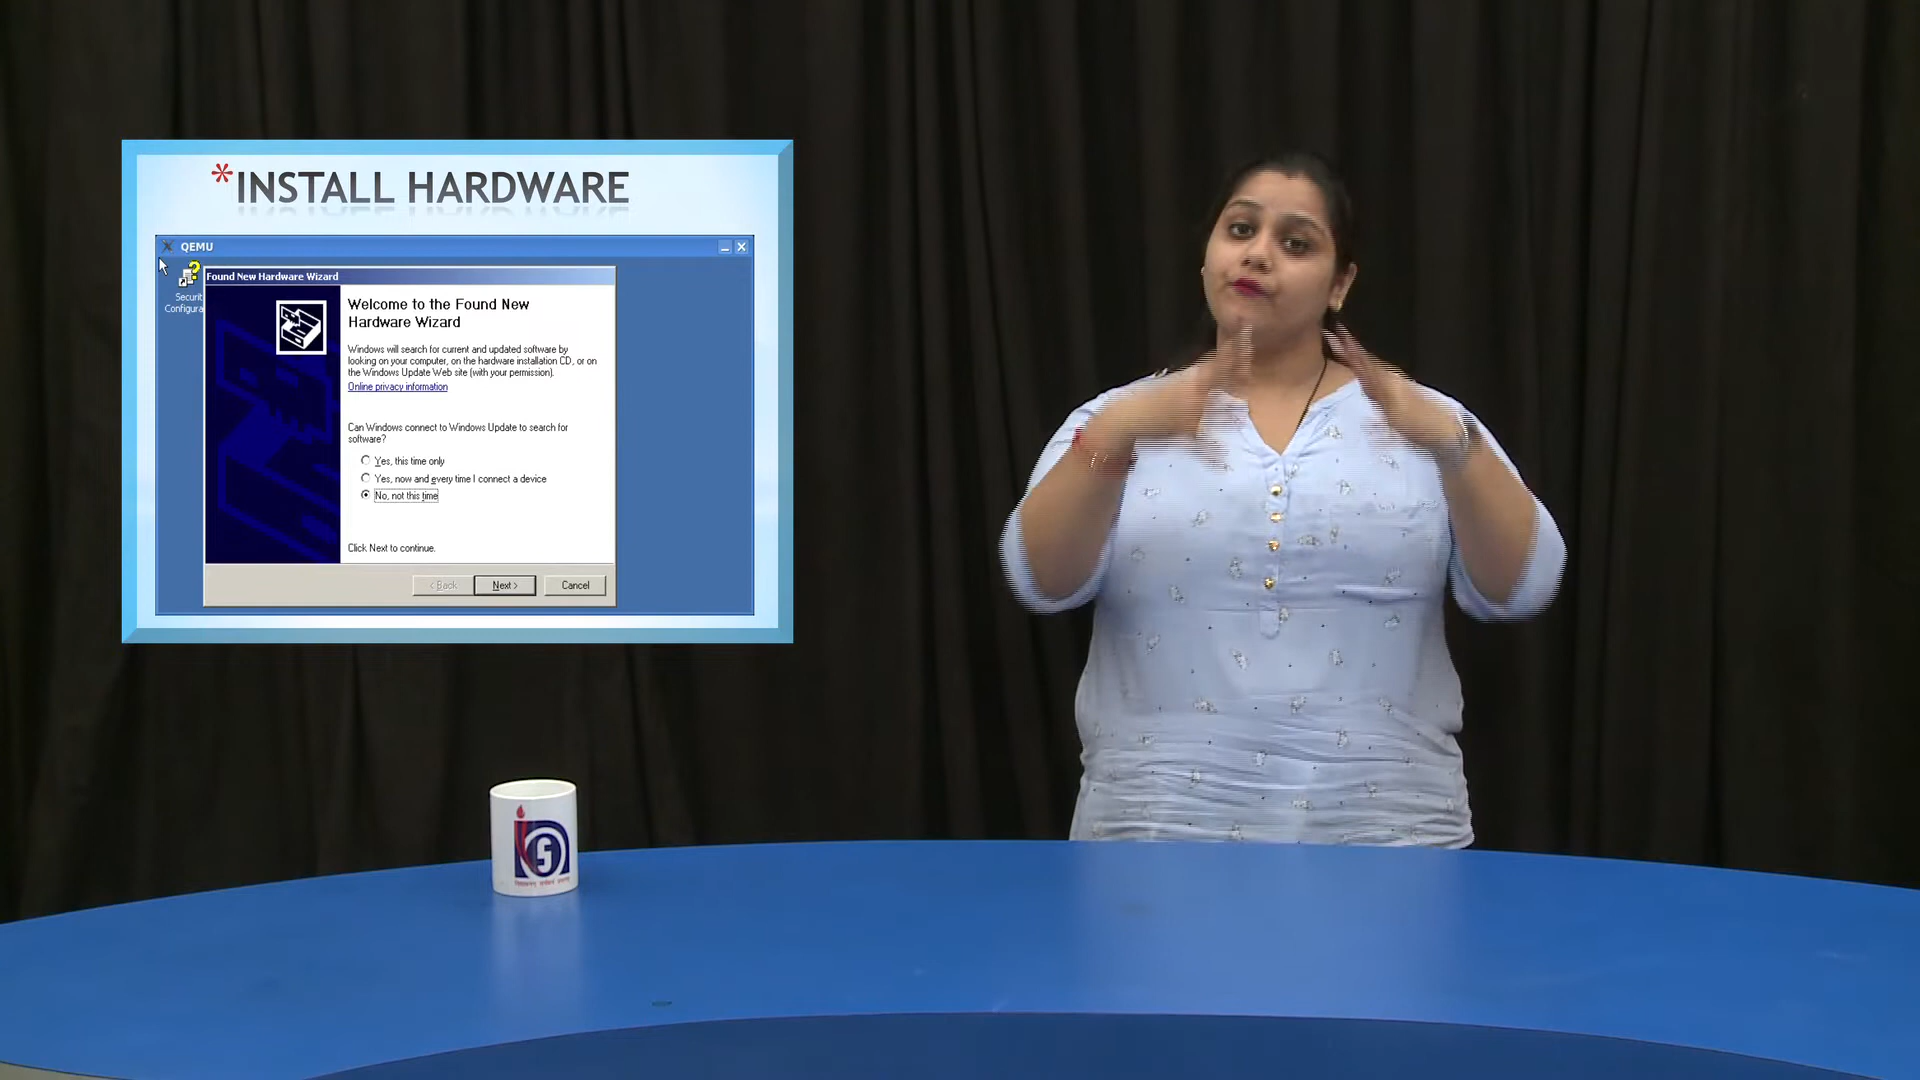 *INSTALL HARDWARE
QEMU
Securit
Configura
Found New Hardware Wizard
Welcome to the Found New
Hardware Wizard
Windows will search for current and updated software by
looking on your computer, on the hardware installation CD, or on
the Windows Update Web site (with your permission).
Online privacy information
Can Windows connect to Windows Update to search for
software?
Yes, this time only
Yes, now and every time I connect a device
No, not this time
Click Next to continue.
< Back
Next >
Cancel